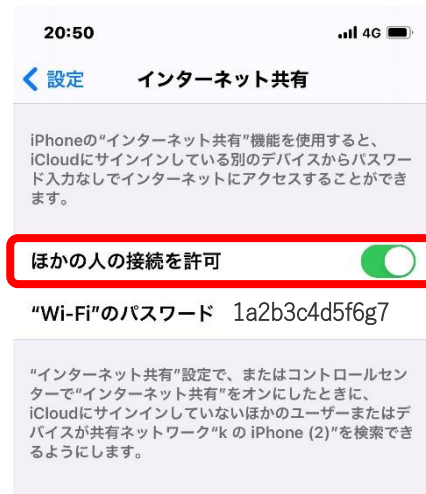 20:50 4G
設定 インターネット共有
iPhoneの“インターネット共有”機能を使用すると、
iCloudにサインインしている別のデバイスからパスワー
ド入力なしでインターネットにアクセスすることができ
ます。
ほかの人の接続を許可
“Wi-Fi”のパスワード 1a2b3c4d5f6g7
“インターネット共有”設定で、またはコントロールセン
ターで“インターネット共有”をオンにしたときに、
iCloudにサインインしていないほかのユーザーまたはデ
バイスが共有ネットワーク“k の iPhone (2)”を検索でき
るようにします。